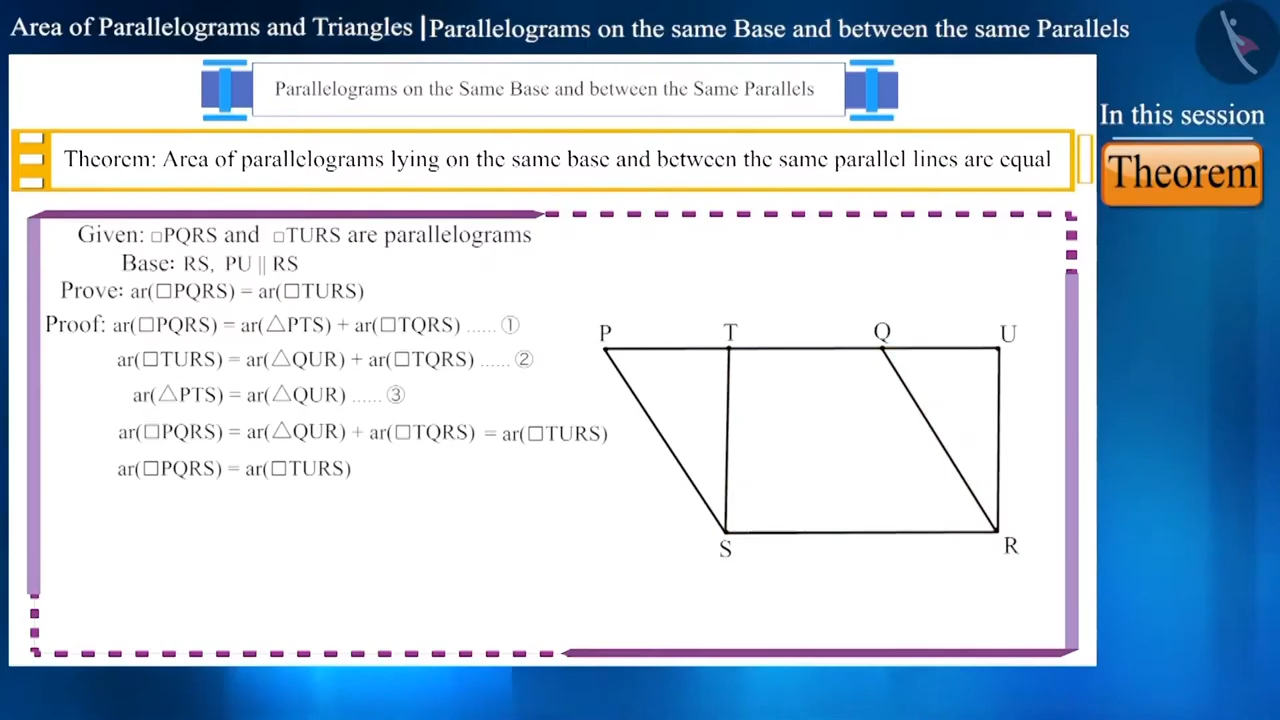 Area of Parallelograms and Triangles | Parallelograms on the same Base and between the same Parallels
Parallelograms on the Same Base and between the Same Parallels
In this session
Theorem
Theorem: Area of parallelograms lying on the same base and between the same parallel lines are equal
Given: □PQRS and □TURS are parallelograms
Base: RS, PU || RS
Prove: ar(□PQRS) = ar(□TURS)
Proof: ar(□PQRS) = ar(△PTS) + ar(□TQRS) ...... ①
ar(□TURS) = ar(△QUR) + ar(□TQRS) ...... ②
ar(△PTS) = ar(△QUR) ...... ③
ar(□PQRS) = ar(△QUR) + ar(□TQRS) = ar(□TURS)
ar(□PQRS) = ar(□TURS)
P T Q U
S R